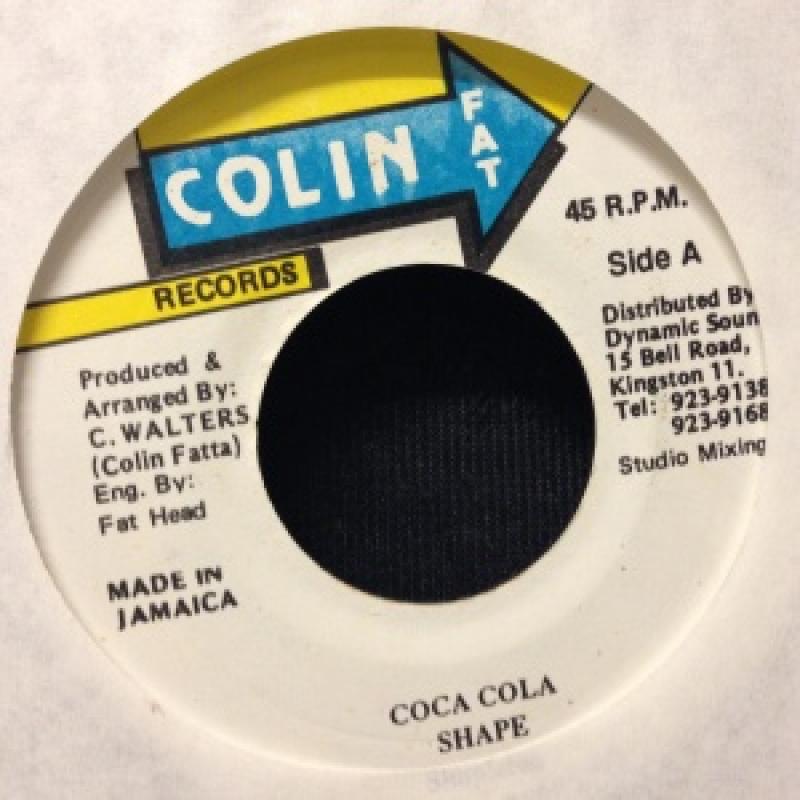 COLIN
FAT
RECORDS
45 R.P.M.
Side A
Distributed By
Dynamic Soun
15 Bell Road,
Kingston 11.
Tel: 923-9138
923-9168
Studio Mixing
Produced &
Arranged By:
C. WALTERS
(Colin Fatta)
Eng. By:
Fat Head
MADE IN
JAMAICA
COCA COLA
SHAPE